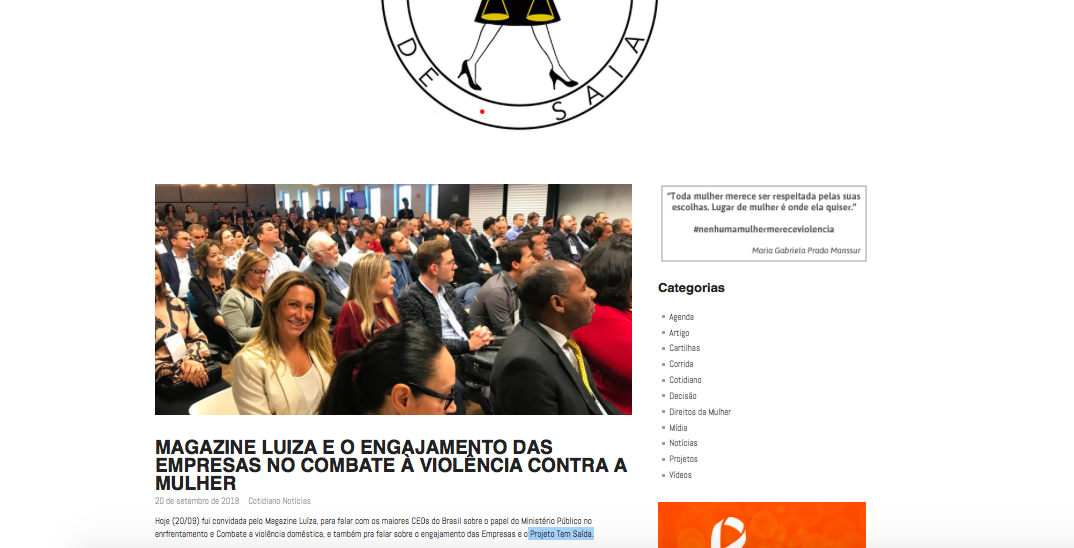 DE SAIA
"Toda mulher merece ser respeitada pelas suas
escolhas. Lugar de mulher é onde ela quiser."
#nenhumamulhermereceviolencia
Maria Gabriela Prado Manssur
Categorias
Agenda
Artigo
Cartilhas
Corrida
Cotidiano
Decisão
Direitos da Mulher
Mídia
Notícias
Projetos
Vídeos
MAGAZINE LUIZA E O ENGAJAMENTO DAS
EMPRESAS NO COMBATE À VIOLÊNCIA CONTRA A
MULHER
20 de setembro de 2018 Cotidiano Notícias
Hoje (20/09) fui convidada pelo Magazine Luíza, para falar com os maiores CEOs do Brasil sobre o papel do Ministério Público no
enrfrentamento e Combate a violência doméstica, e também pra falar sobre o engajamento das Empresas e o Projeto Tem Saída.